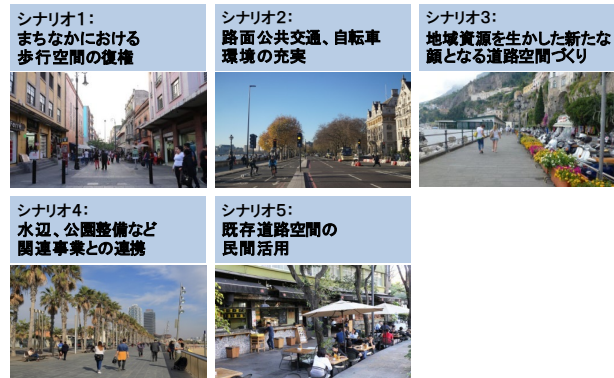 シナリオ1:
まちなかにおける
歩行空間の復権
シナリオ2:
路面公共交通、自転車
環境の充実
シナリオ3:
地域資源を生かした新たな
顔となる道路空間づくり
シナリオ4:
水辺、公園整備など
関連事業との連携
シナリオ5:
既存道路空間の
民間活用